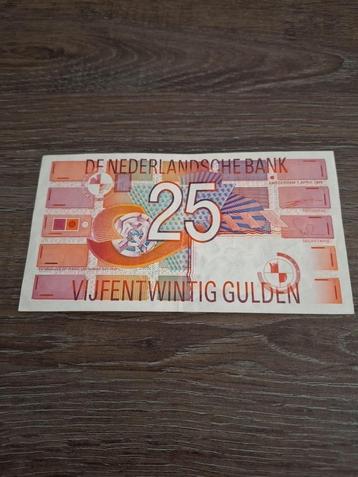 DE NEDERLANDSCHE BANK
25
VIJFENTWINTIG GULDEN